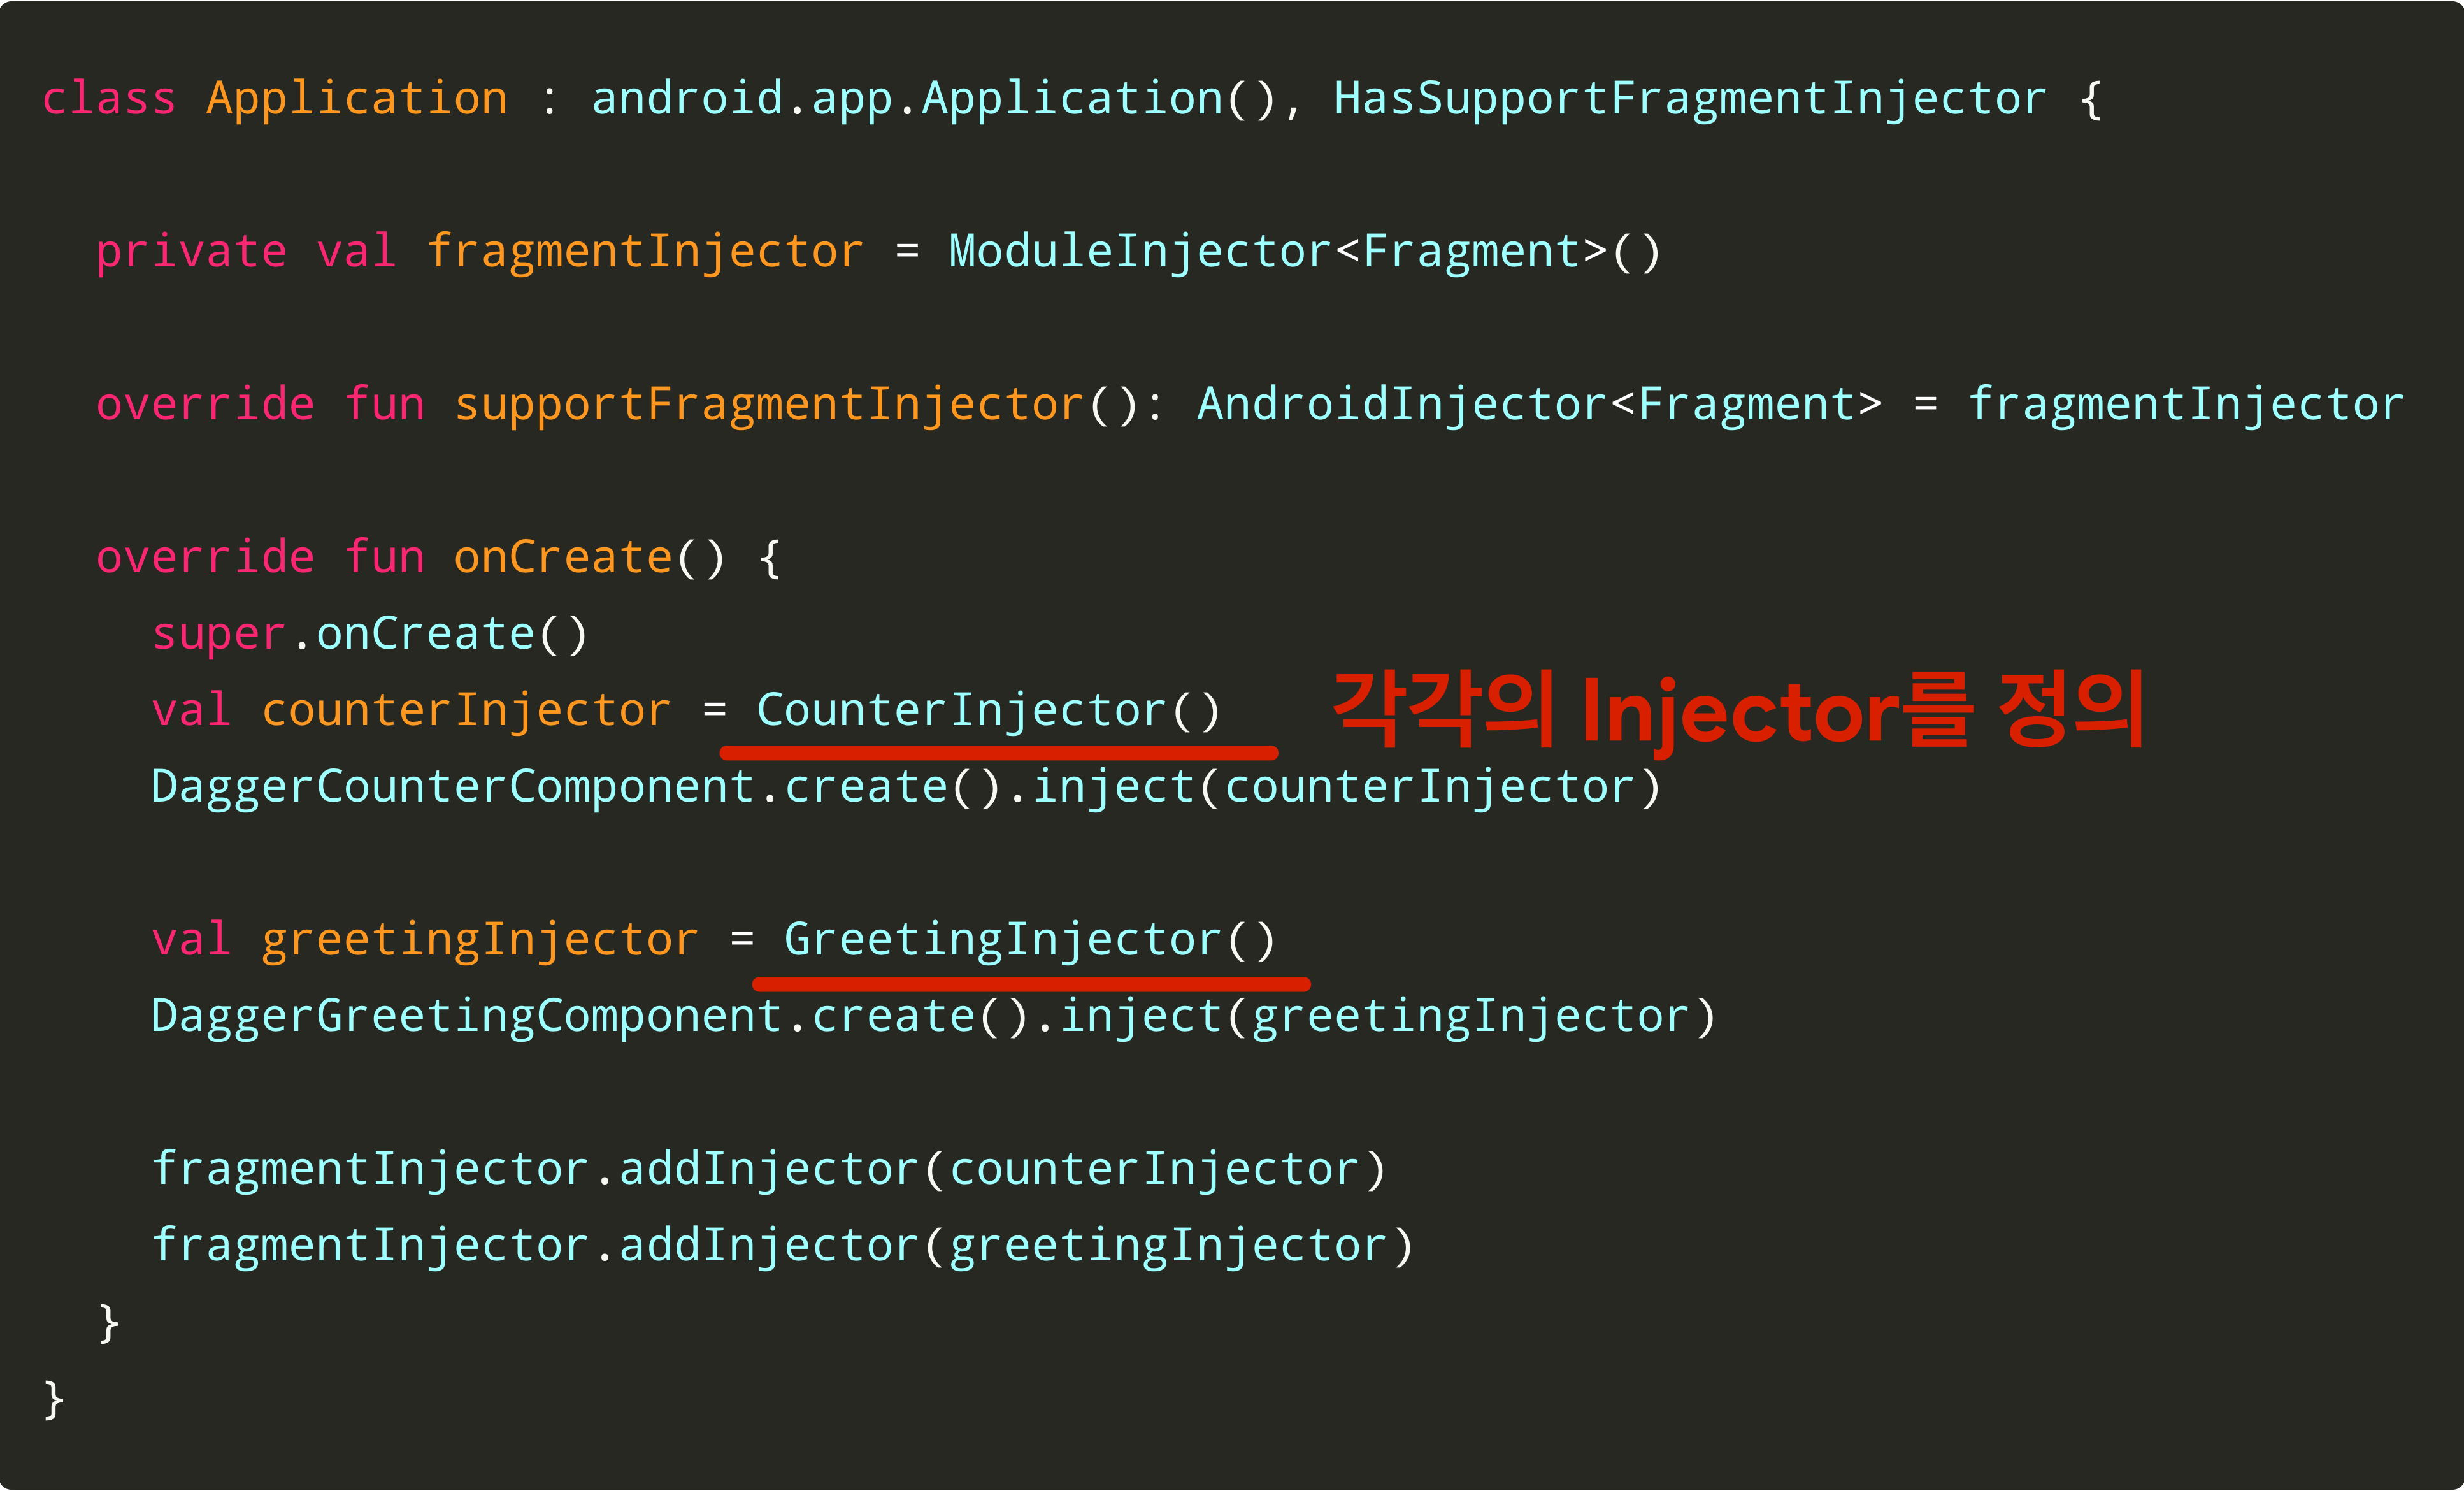 class Application : android.app.Application(), HasSupportFragmentInjector {
private val fragmentInjector = ModuleInjector<Fragment>()
override fun supportFragmentInjector(): AndroidInjector<Fragment> = fragmentInjector
override fun onCreate() {
super.onCreate()
val counterInjector = CounterInjector() 각각의 Injector를 정의
DaggerCounterComponent.create().inject(counterInjector)
val greetingInjector = GreetingInjector()
DaggerGreetingComponent.create().inject(greetingInjector)
fragmentInjector.addInjector(counterInjector)
fragmentInjector.addInjector(greetingInjector)
}
}